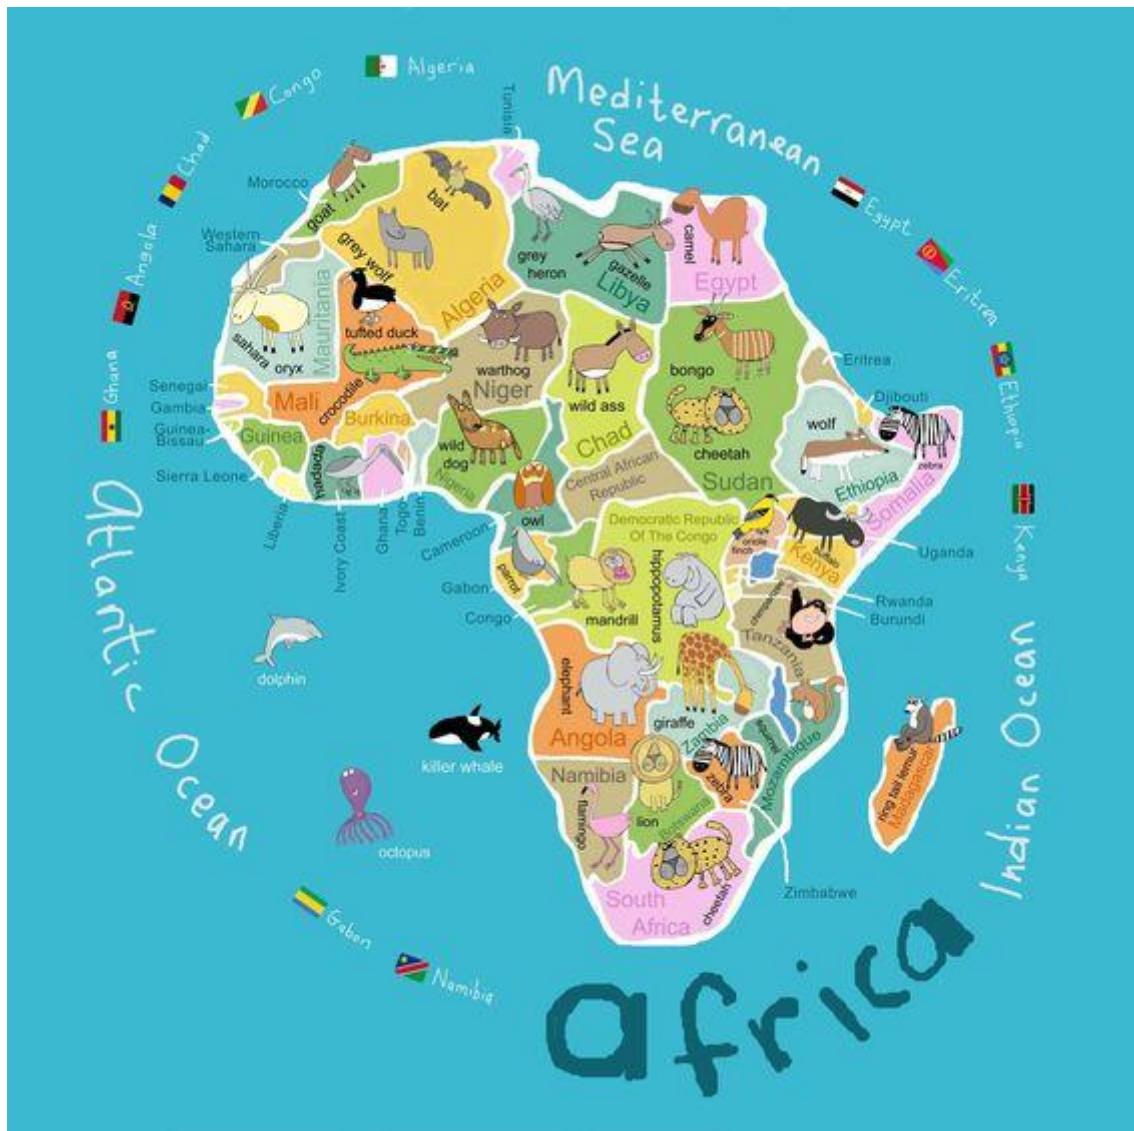 Algeria
Congo
Chad
Angola
Ghana
Mediterranean
Sea
Egypt
Eritrea
Ethiopia
Kenya
Tunisia
Morocco
goat
bat
grey wolf
Algeria
Western
Sahara
Mauritania
sahara oryx
tufted duck
crocodile
Mali
grey
heron
gazelle
Libya
camel
Egypt
warthog
Niger
wild ass
Chad
bongo
cheetah
Sudan
Eritrea
Djibouti
wolf
Ethiopia
zebra
Somalia
Senegal
Gambia
Guinea-
Bissau
Sierra Leone
Guinea
Burkina
Liberia
Ivory Coast
Ghana
Togo
Benin
wild
dog
Nigeria
owl
Cameroon
Central African
Republic
Democratic Republic
Of The Congo
oriole
finch
buffalo
Kenya
Uganda
Rwanda
Burundi
parrot
Gabon
Congo
mandrill
hippopotamus
chimpanzee
Tanzania
elephant
Angola
giraffe
Zambia
squirrel
Mozambique
Namibia
flamingo
lion
Botswana
zebra
Zimbabwe
South
Africa
cheetah
ring tail lemur
Madagascar
Atlantic Ocean
dolphin
killer whale
octopus
Indian Ocean
Gabon
Namibia
africa